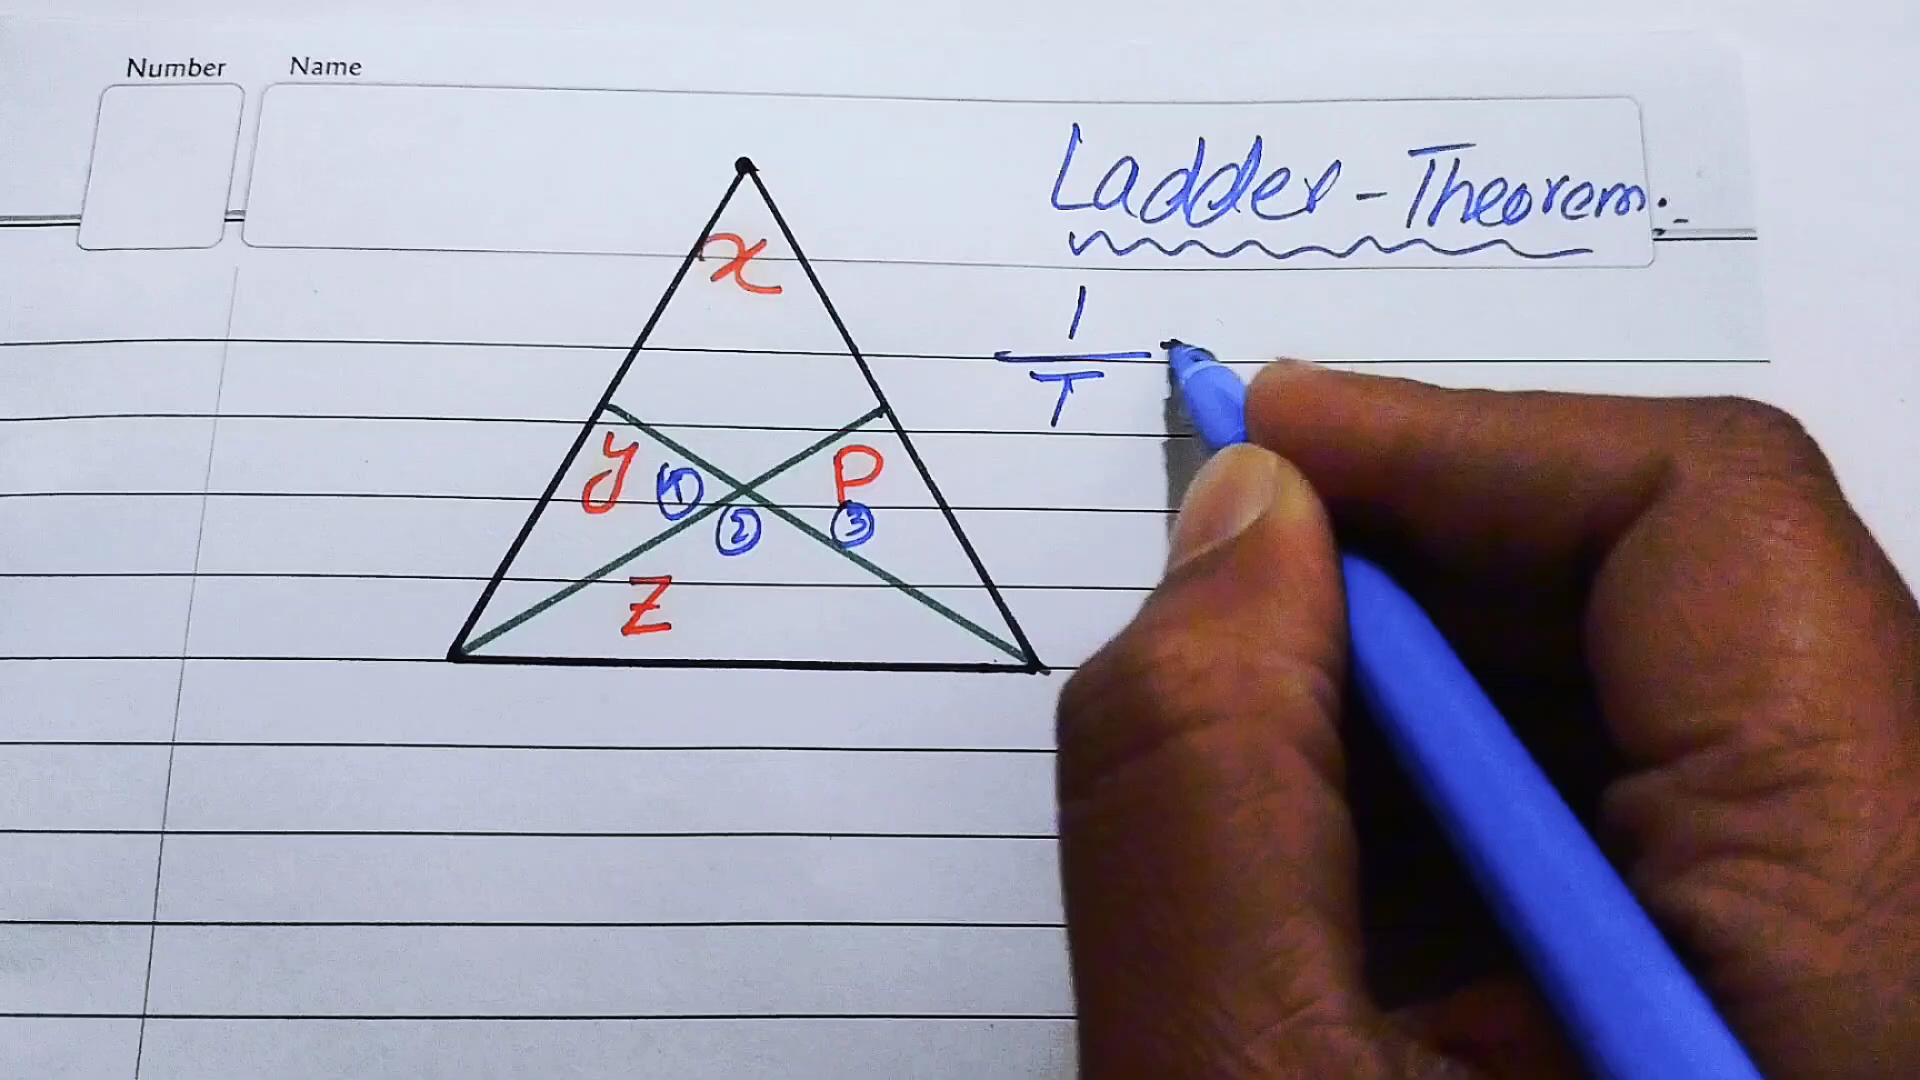 Number Name
Ladder - Theorem.
x
1
T
y ① P
② ③
z